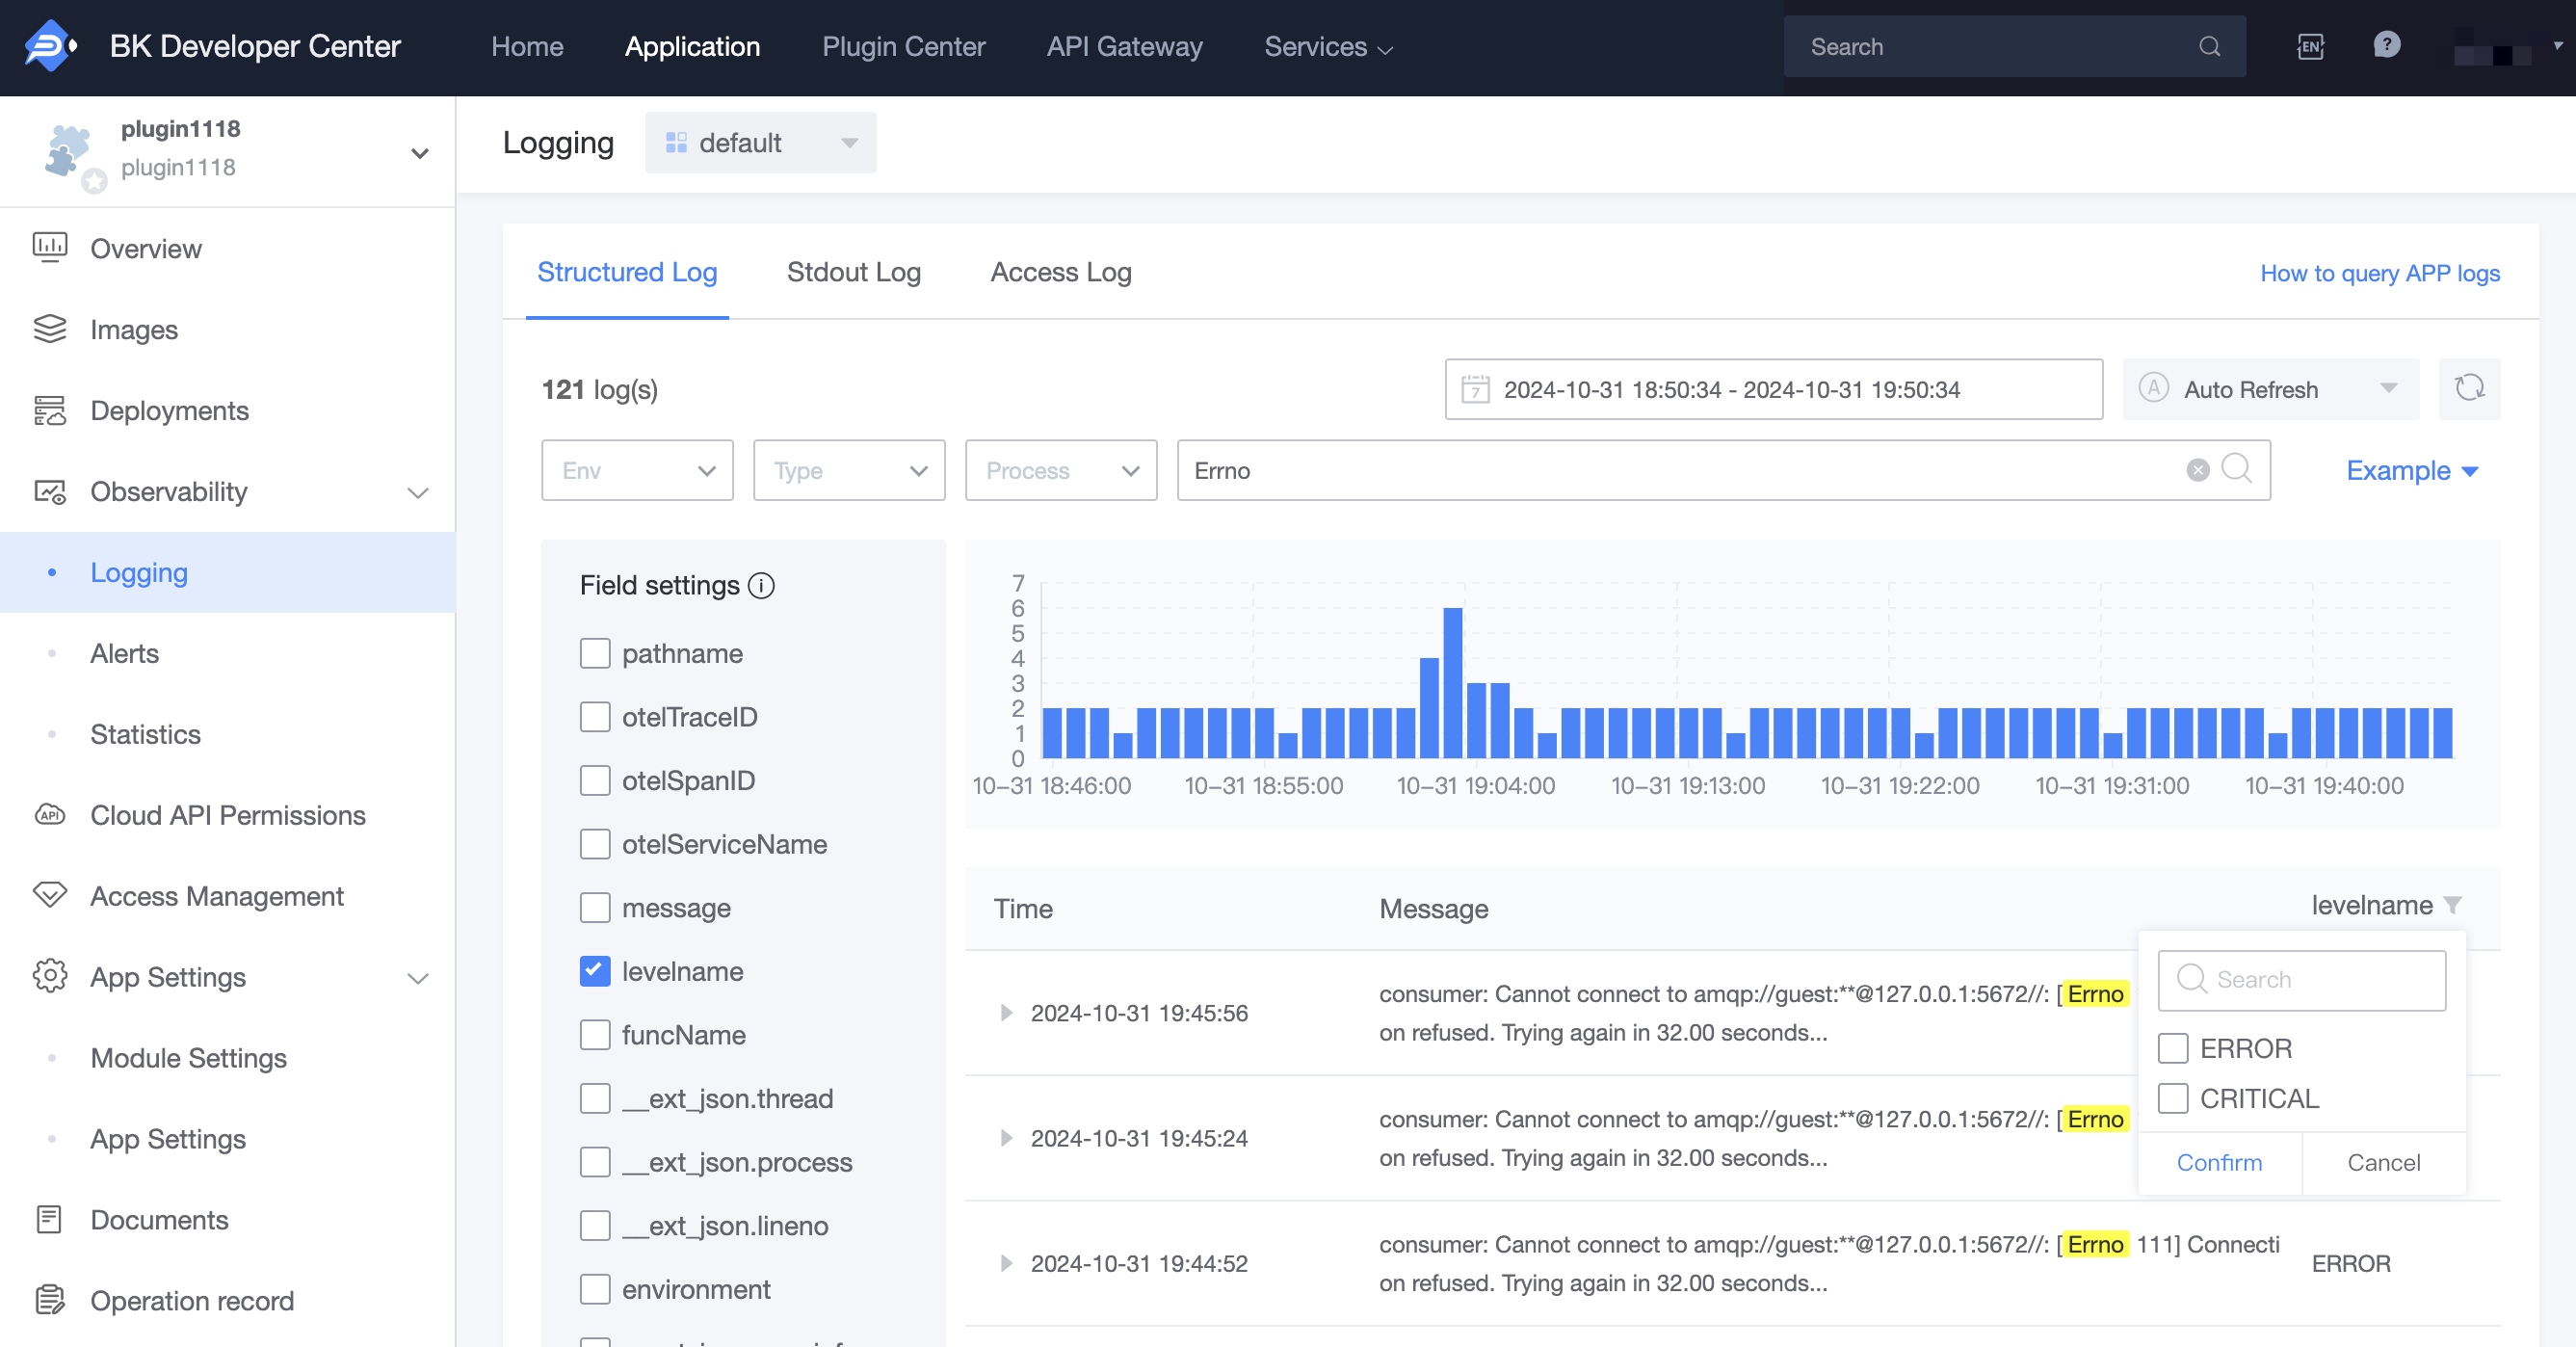 BK Developer Center
Home
Application
Plugin Center
API Gateway
Services
Search
EN
?
plugin1118
plugin1118
Overview
Images
Deployments
Observability
Logging
Alerts
Statistics
API
Cloud API Permissions
Access Management
App Settings
Module Settings
App Settings
Documents
Operation record
Logging
default
Structured Log
Stdout Log
Access Log
How to query APP logs
121 log(s)
7
2024-10-31 18:50:34 - 2024-10-31 19:50:34
A
Auto Refresh
Env
Type
Process
Errno
Example
Field settings
pathname
otelTraceID
otelSpanID
otelServiceName
message
levelname
funcName
__ext_json.thread
__ext_json.process
__ext_json.lineno
environment
7
6
5
4
3
2
1
0
10-31 18:46:00
10-31 18:55:00
10-31 19:04:00
10-31 19:13:00
10-31 19:22:00
10-31 19:31:00
10-31 19:40:00
Time
Message
levelname
2024-10-31 19:45:56
consumer: Cannot connect to amqp://guest:**@127.0.0.1:5672//: [Errno
on refused. Trying again in 32.00 seconds...
2024-10-31 19:45:24
consumer: Cannot connect to amqp://guest:**@127.0.0.1:5672//: [Errno
on refused. Trying again in 32.00 seconds...
2024-10-31 19:44:52
consumer: Cannot connect to amqp://guest:**@127.0.0.1:5672//: [Errno 111] Connecti
on refused. Trying again in 32.00 seconds...
ERROR
Search
ERROR
CRITICAL
Confirm
Cancel